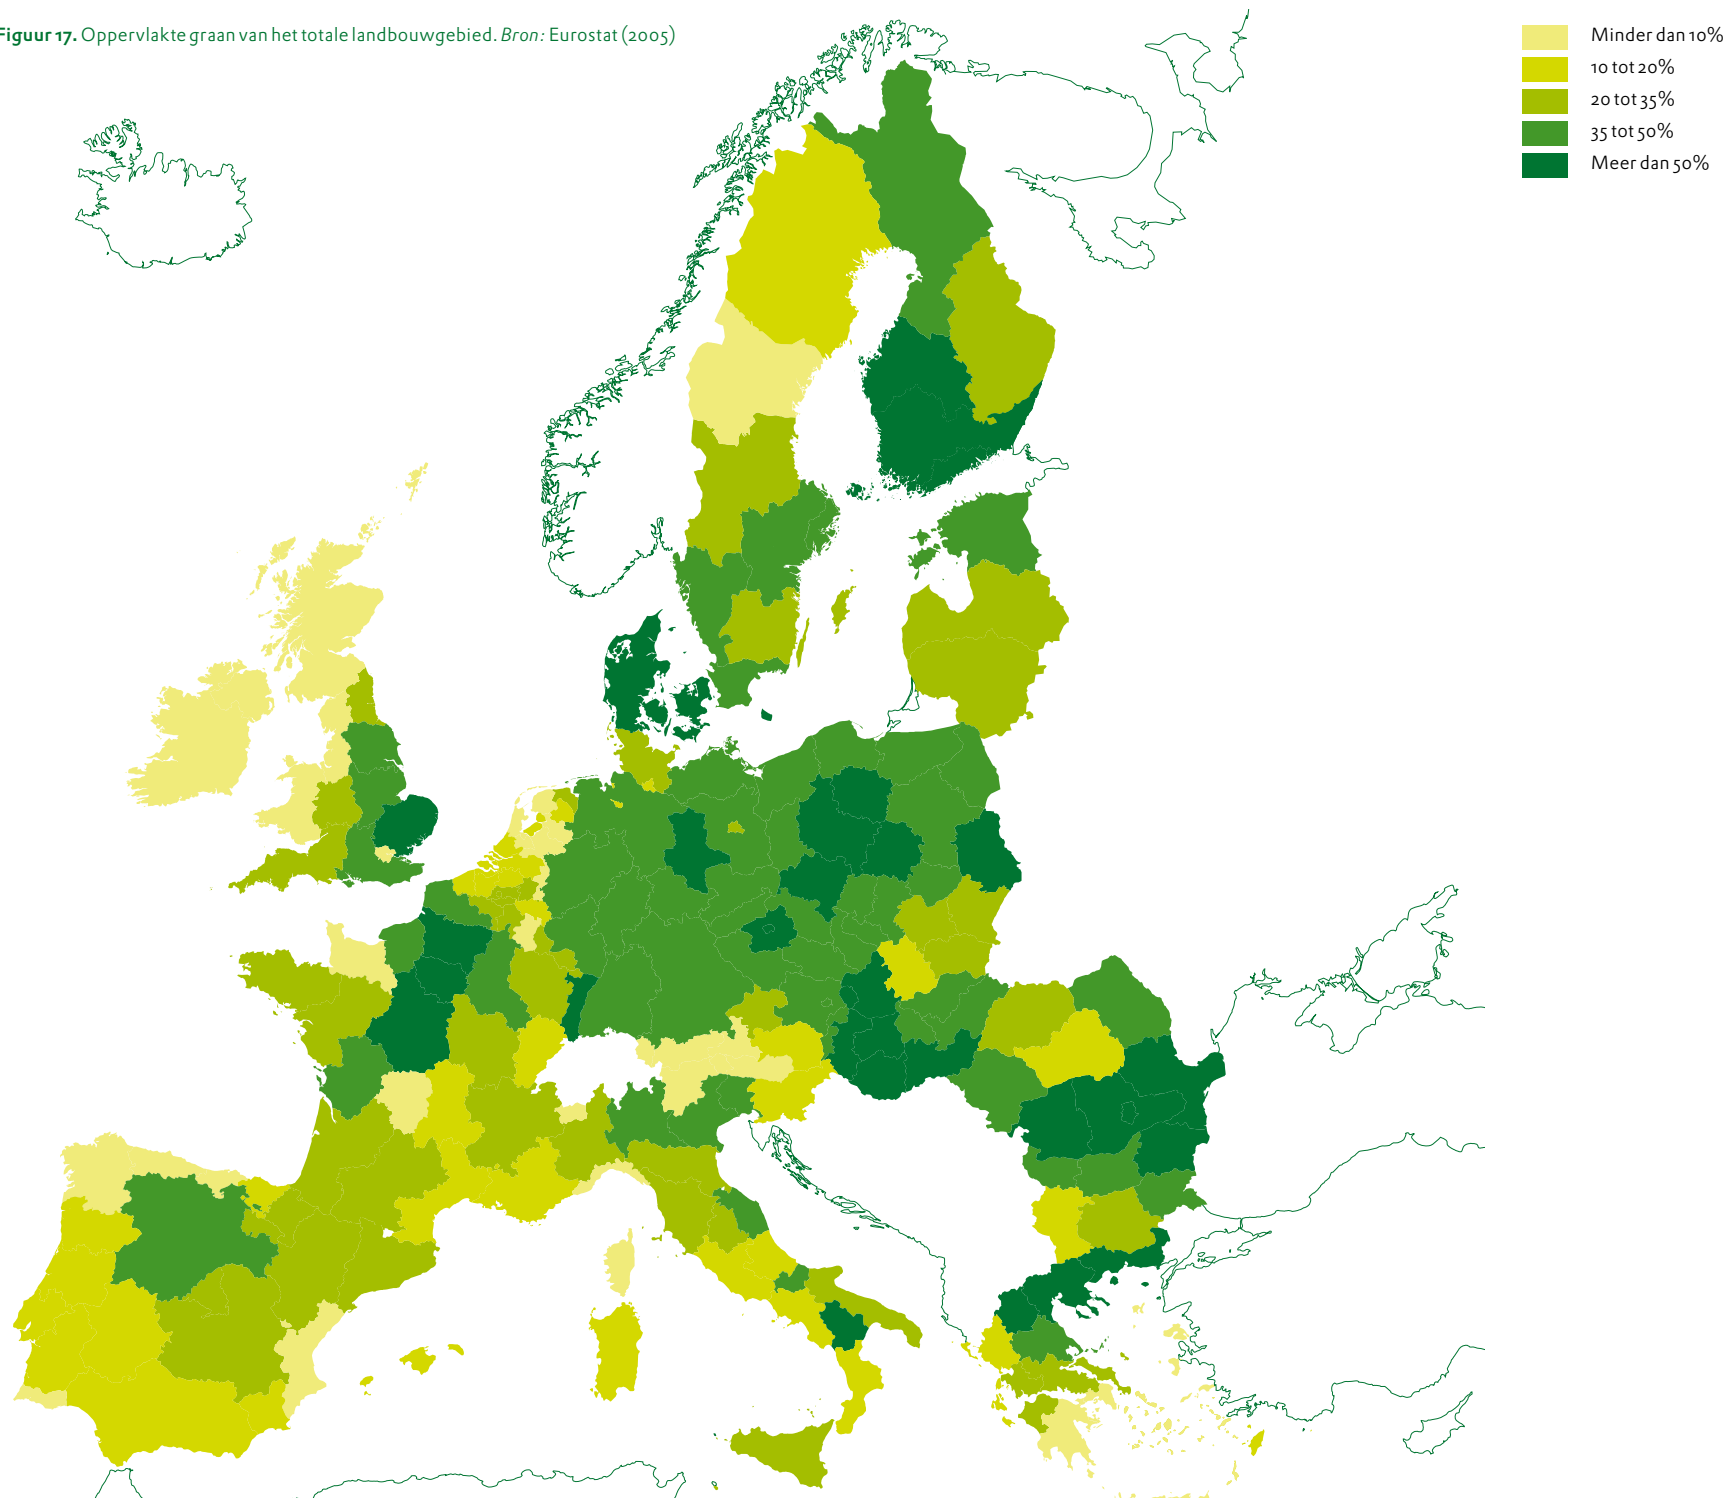 Figuur 17. Oppervlakte graan van het totale landbouwgebied. Bron: Eurostat (2005)
Minder dan 10%
10 tot 20%
20 tot 35%
35 tot 50%
Meer dan 50%